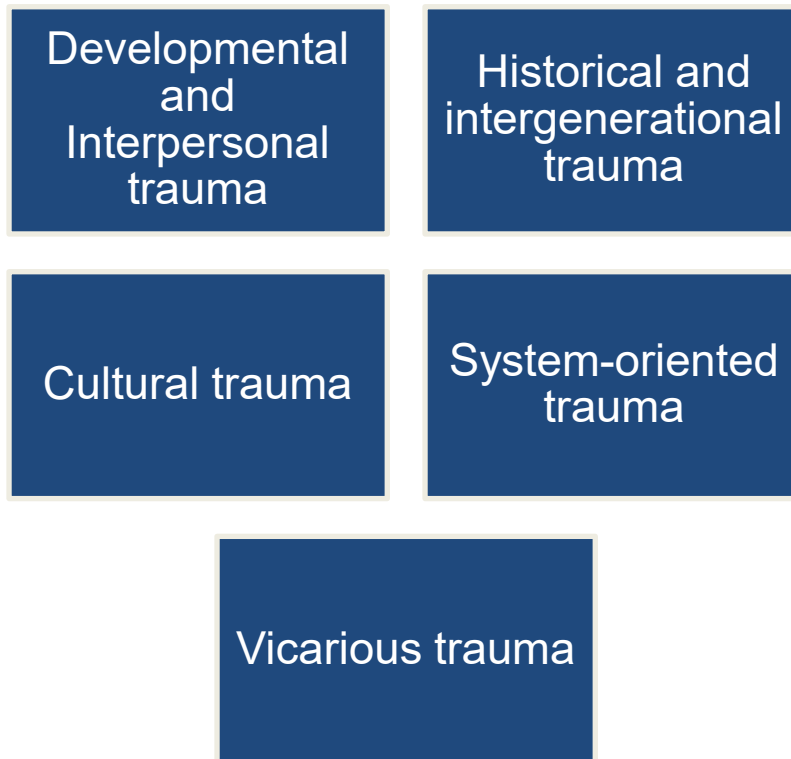 Developmental
and
Interpersonal
trauma
Historical and
intergenerational
trauma
Cultural trauma
System-oriented
trauma
Vicarious trauma